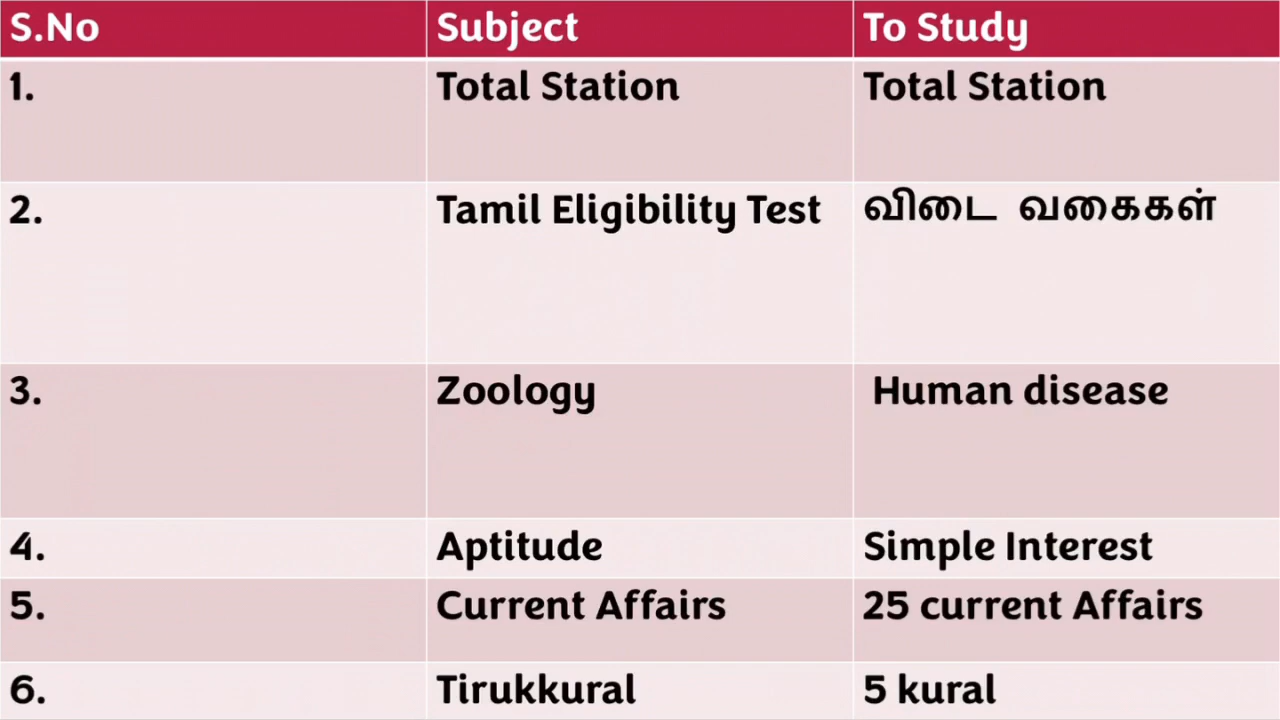 S.No Subject To Study
1. Total Station Total Station
2. Tamil Eligibility Test விடை வகைகள்
3. Zoology Human disease
4. Aptitude Simple Interest
5. Current Affairs 25 current Affairs
6. Tirukkural 5 kural